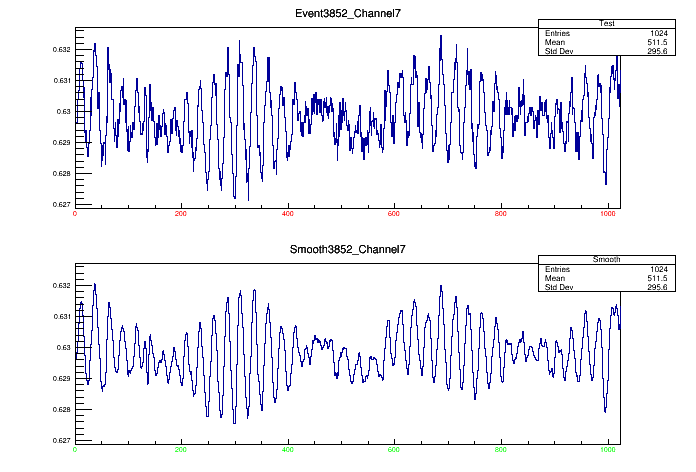 Event3852_Channel7
Test
Entries 1024
Mean 511.5
Std Dev 295.6
0.632
0.631
0.63
0.629
0.628
0.627
0 200 400 600 800 1000
Smooth3852_Channel7
Smooth
Entries 1024
Mean 511.5
Std Dev 295.6
0.632
0.631
0.63
0.629
0.628
0.627
0 200 400 600 800 1000